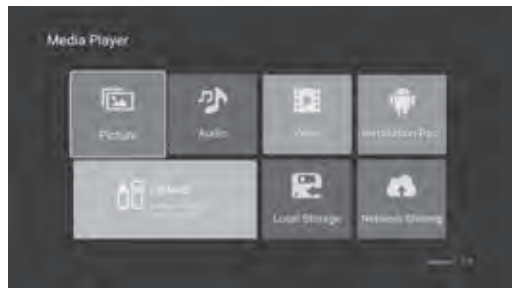 Media Player
Picture
Audio
Video
Installation Pac
Local Storage
Network Sharing